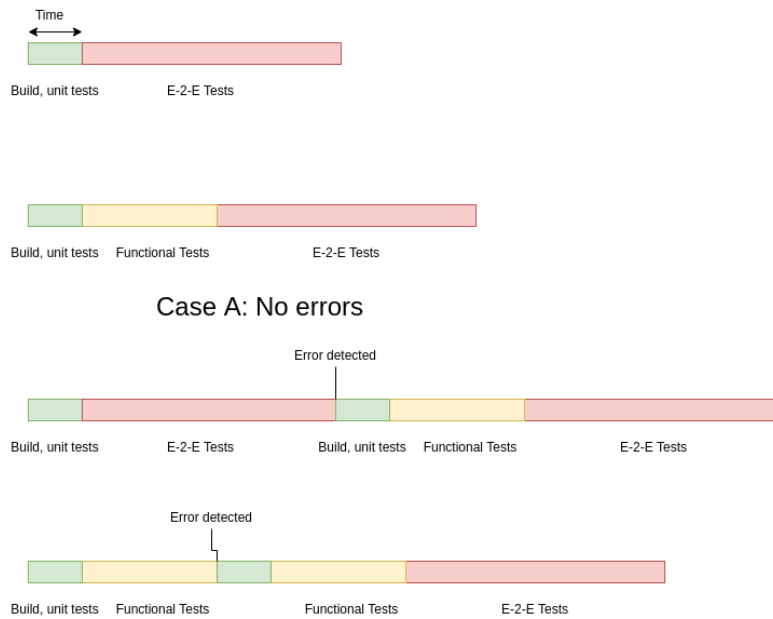 Time
Build, unit tests
E-2-E Tests
Build, unit tests
Functional Tests
E-2-E Tests
Case A: No errors
Error detected
Build, unit tests
E-2-E Tests
Build, unit tests
Functional Tests
E-2-E Tests
Error detected
Build, unit tests
Functional Tests
Functional Tests
E-2-E Tests